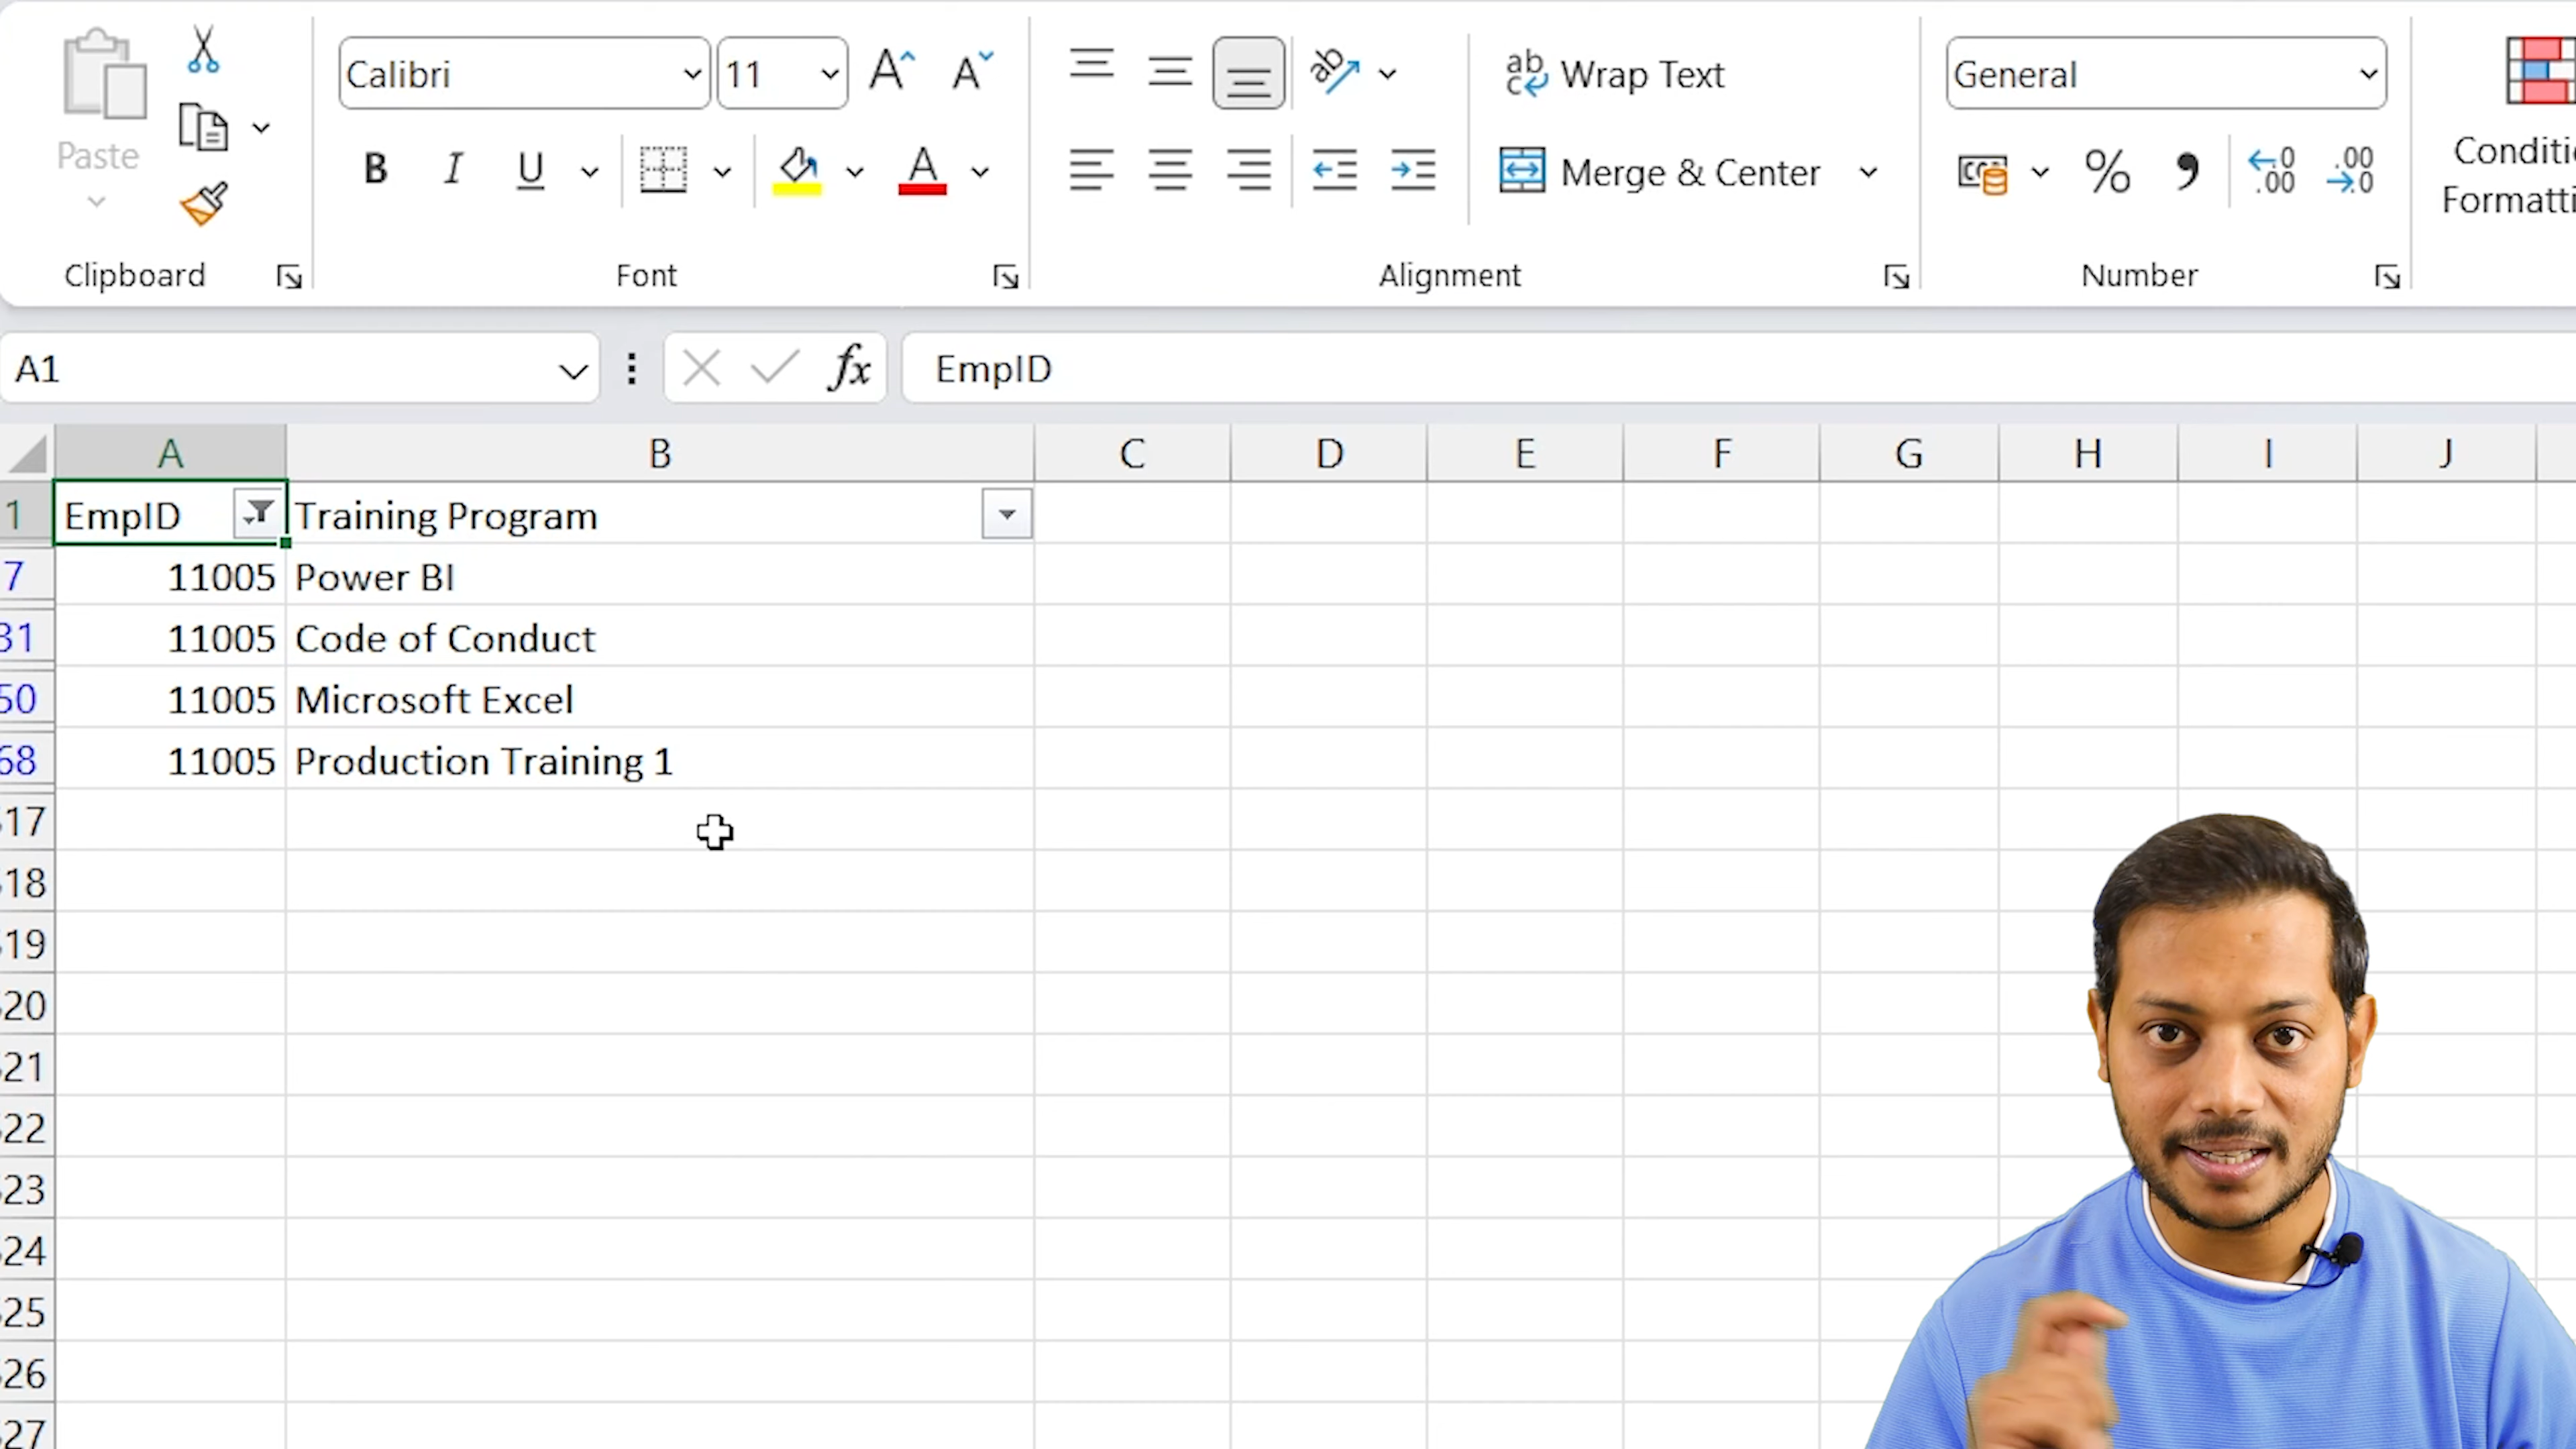 Calibri 11 Wrap Text General
Paste B I U Merge & Center % Conditi
Formatti
Clipboard Font Alignment Number
A1 fx EmpID
A B C D E F G H I J
1 EmpID Training Program
7 11005 Power BI
31 11005 Code of Conduct
50 11005 Microsoft Excel
68 11005 Production Training 1
17
18
19
20
21
22
23
24
25
26
27